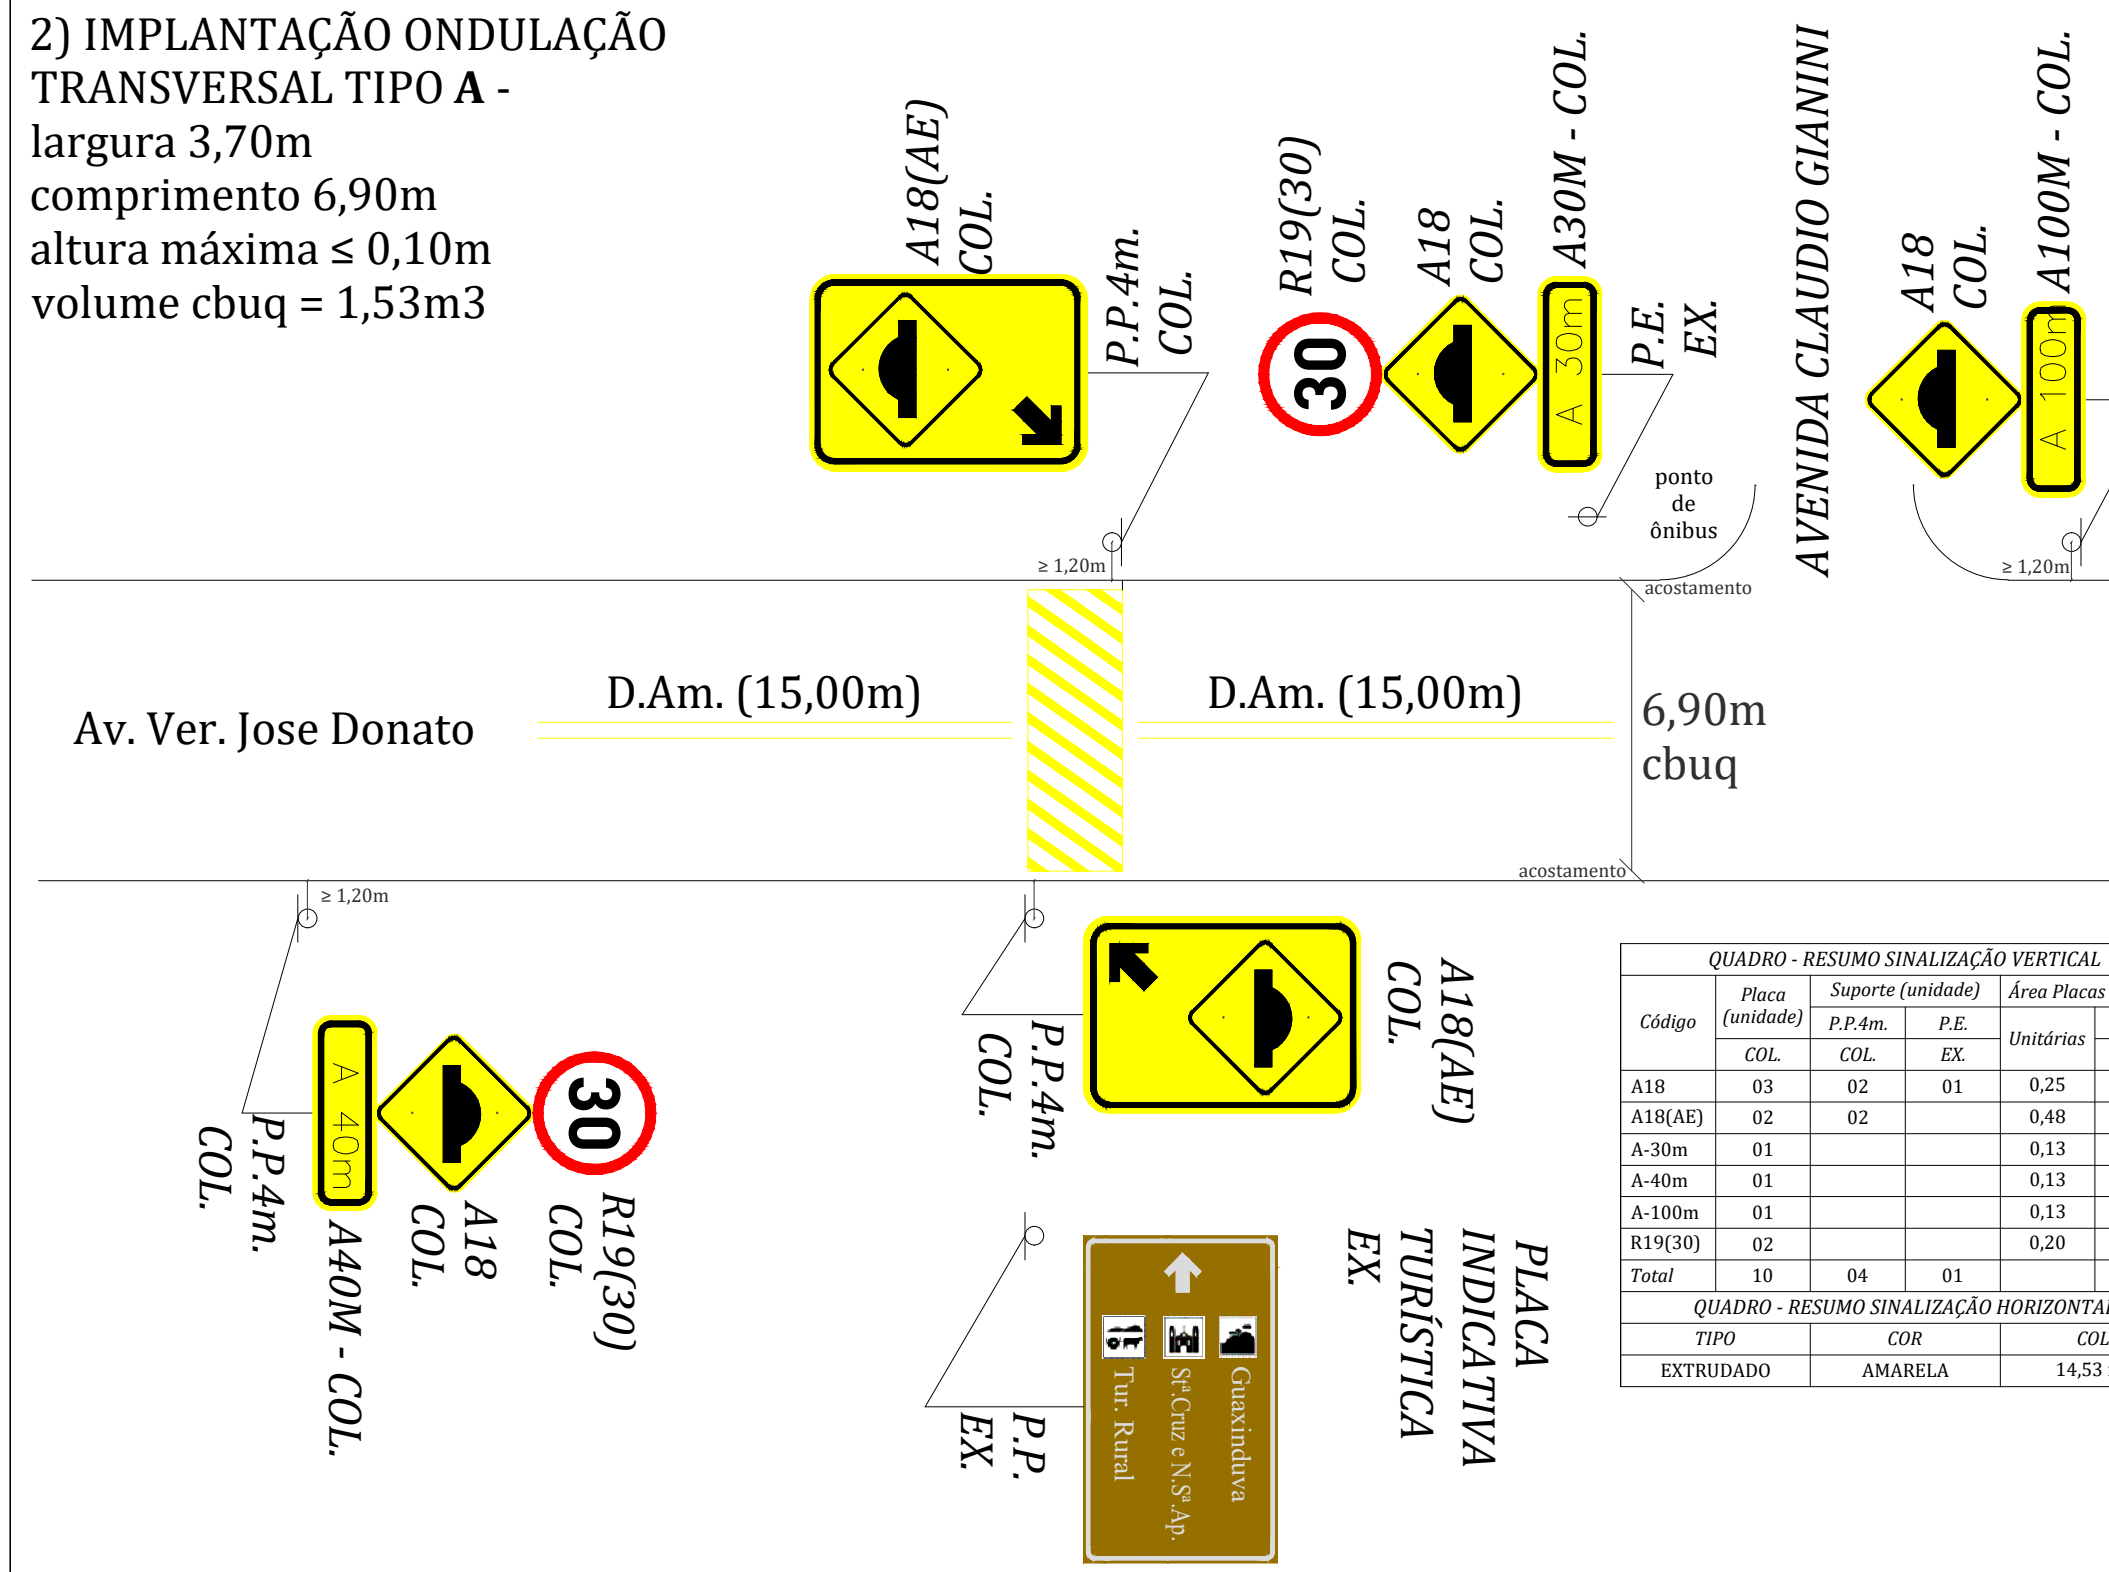 2) IMPLANTAÇÃO ONDULAÇÃO
TRANSVERSAL TIPO A -
largura 3,70m
comprimento 6,90m
altura máxima ≤ 0,10m
volume cbuq = 1,53m3
A18(AE)
COL.
P.P.4m.
COL.
R19(30)
COL.
30
A18
COL.
A30M - COL.
A 30m
P.E.
EX.
ponto
de
ônibus
AVENIDA CLAUDIO GIANINI
A18
COL.
A100M - COL.
A 100m
≥ 1,20m
≥ 1,20m
acostamento
Av. Ver. Jose Donato
D.Am. (15,00m)
D.Am. (15,00m)
6,90m
cbuq
acostamento
≥ 1,20m
P.P.4m.
COL.
A 40m
A40M - COL.
A18
COL.
30
R19(30)
COL.
P.P.4m.
COL.
A18(AE)
COL.
P.P.
EX.
Guaxinduva
Stª.Cruz e N.Sª.Ap.
Tur. Rural
PLACA
INDICATIVA
TURÍSTICA
EX.
QUADRO - RESUMO SINALIZAÇÃO VERTICAL
Código
Placa
(unidade)
Suporte (unidade)
Área Placas
P.P.4m.
P.E.
Unitárias
COL.
COL.
EX.
A18 03 02 01 0,25
A18(AE) 02 02 0,48
A-30m 01 0,13
A-40m 01 0,13
A-100m 01 0,13
R19(30) 02 0,20
Total 10 04 01
QUADRO - RESUMO SINALIZAÇÃO HORIZONTA
TIPO COR COL
EXTRUDADO AMARELA 14,53